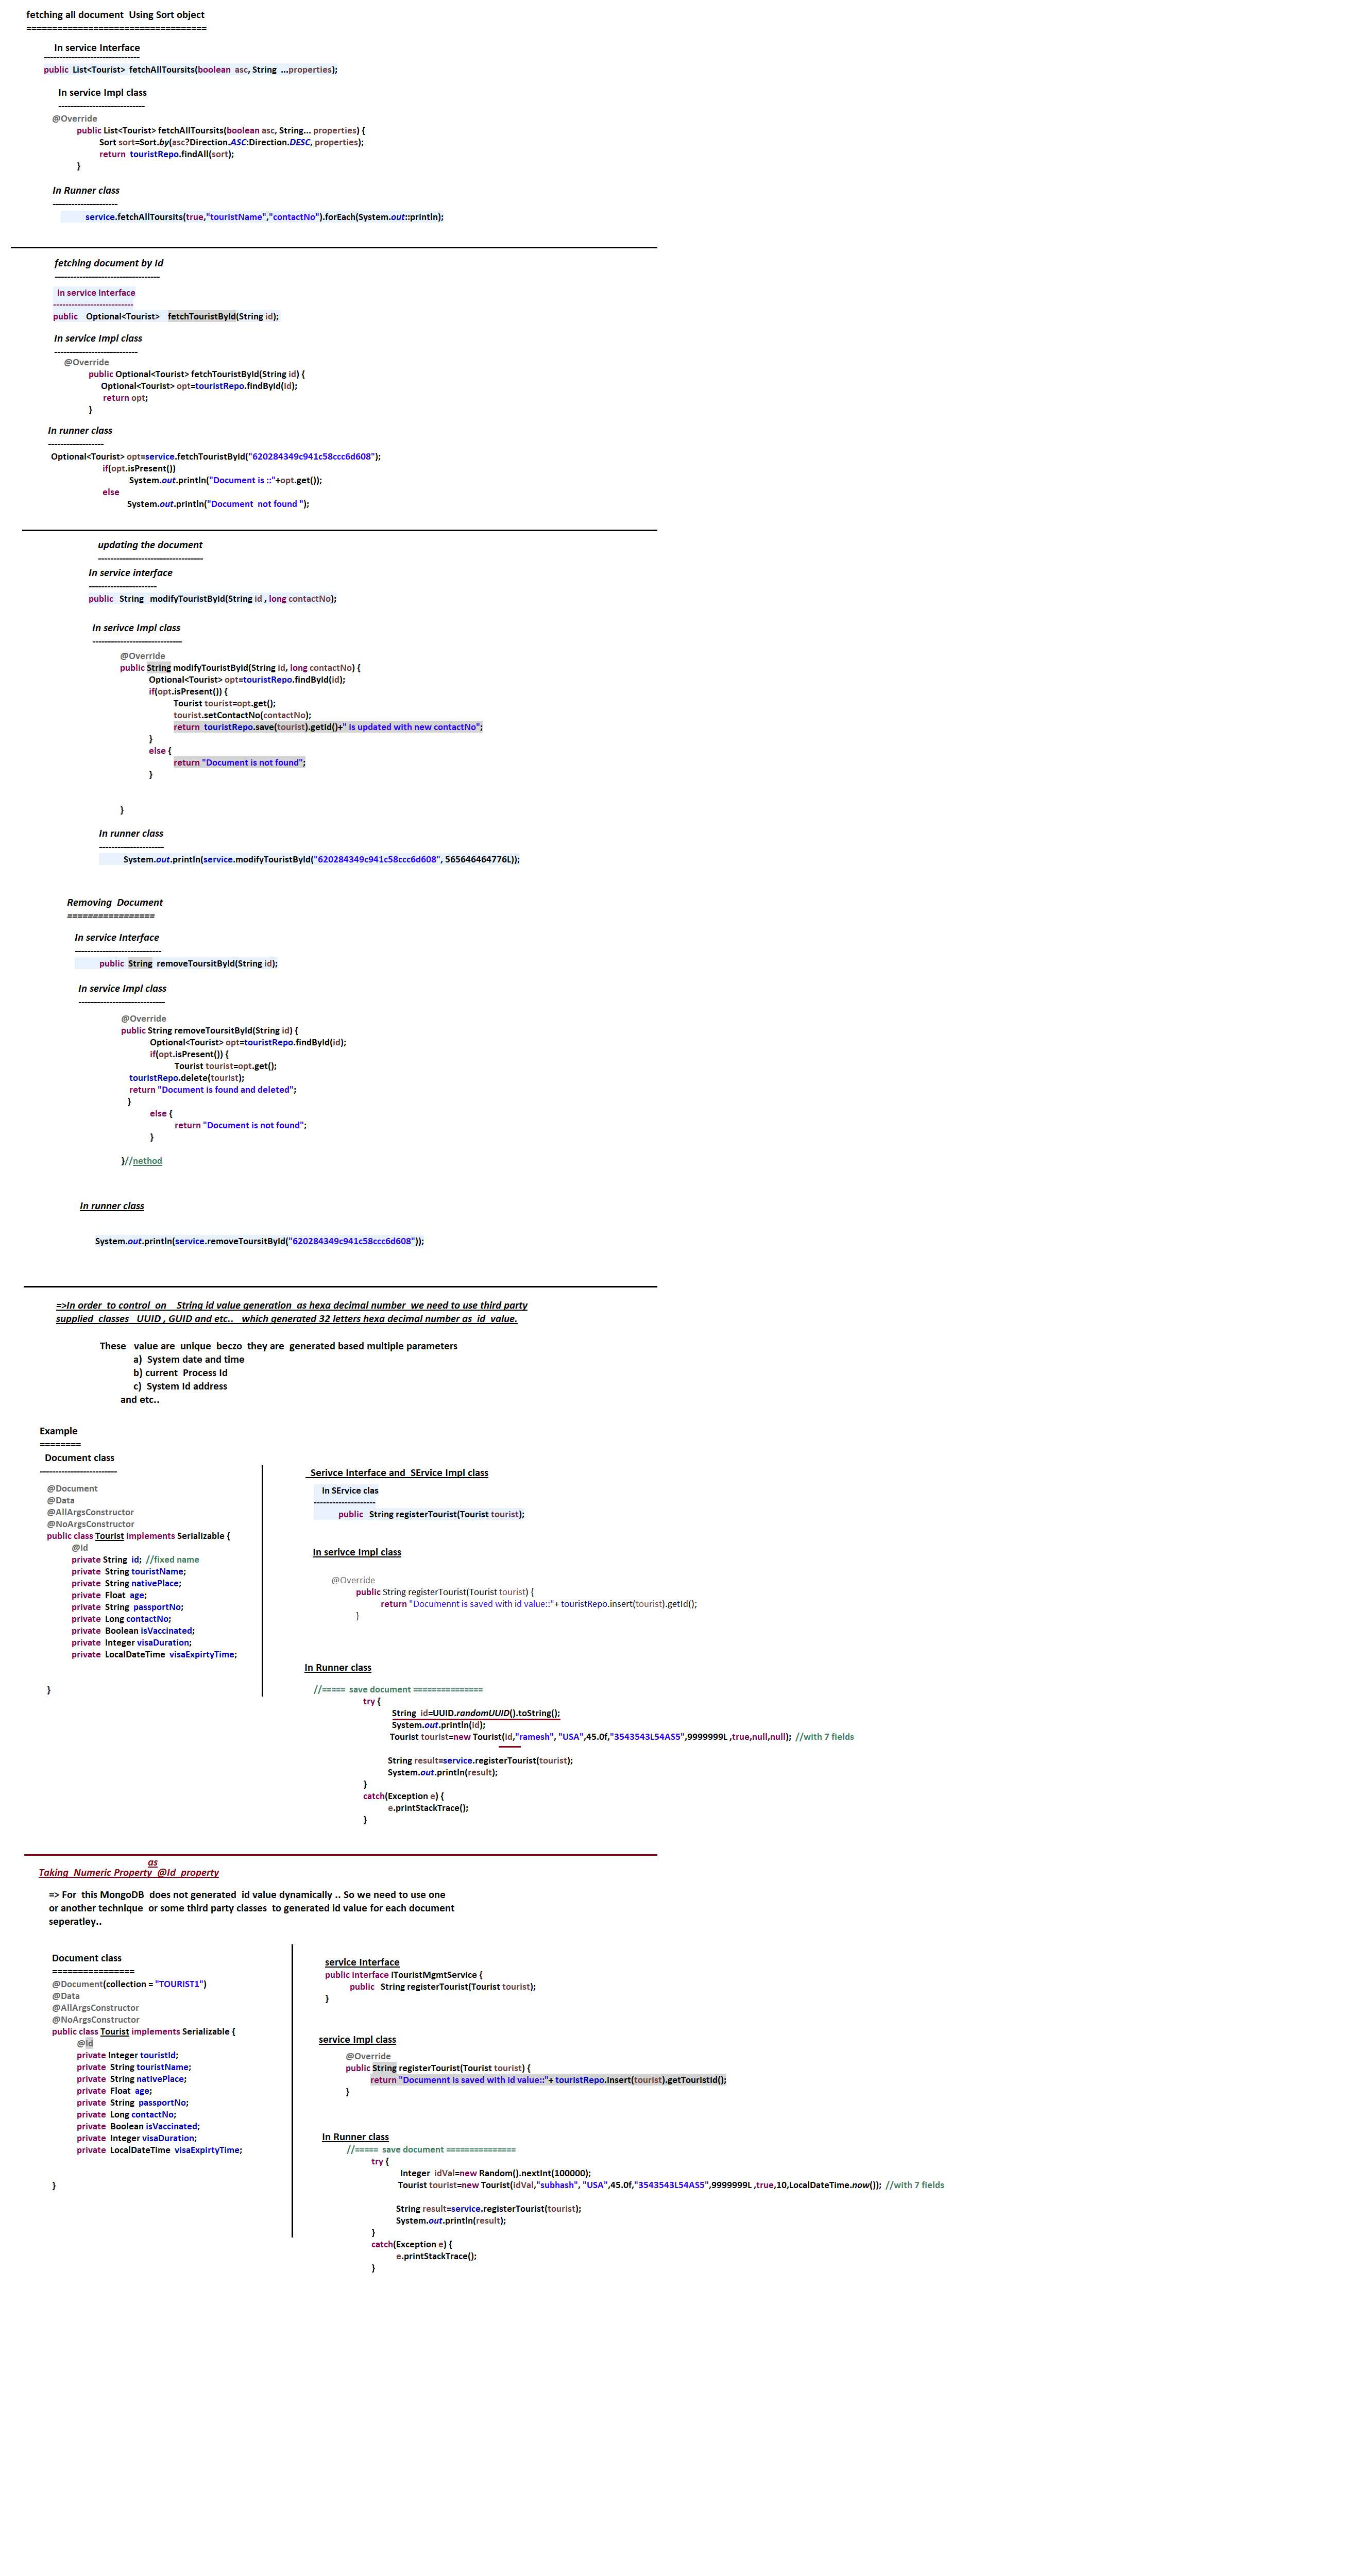 fetching all document  Using Sort object
===================================
In service Interface
-------------------------------
public  List<Tourist>  fetchAllToursits(boolean  asc, String  ...properties);
In service Impl class
----------------------------
@Override
public List<Tourist> fetchAllToursits(boolean asc, String... properties) {
Sort sort=Sort.by(asc?Direction.ASC:Direction.DESC, properties);
return  touristRepo.findAll(sort);
}
In Runner class
---------------------
service.fetchAllToursits(true,"touristName","contactNo").forEach(System.out::println);
fetching document by Id
----------------------------------
In service Interface
--------------------------
public   Optional<Tourist>   fetchTouristById(String id);
In service Impl class
---------------------------
@Override
public Optional<Tourist> fetchTouristById(String id) {
Optional<Tourist> opt=touristRepo.findById(id);
return opt;
}
In runner class
------------------
Optional<Tourist> opt=service.fetchTouristById("620284349c941c58ccc6d608");
if(opt.isPresent())
System.out.println("Document is ::"+opt.get());
else
System.out.println("Document  not found ");
updating the document
----------------------------------
In service interface
----------------------
public   String   modifyTouristById(String id , long contactNo);
In serivce Impl class
-----------------------------
@Override
public String modifyTouristById(String id, long contactNo) {
Optional<Tourist> opt=touristRepo.findById(id);
if(opt.isPresent()) {
Tourist tourist=opt.get();
tourist.setContactNo(contactNo);
return  touristRepo.save(tourist).getId()+" is updated with new contactNo";
}
else {
return "Document is not found";
}
}
In runner class
---------------------
System.out.println(service.modifyTouristById("620284349c941c58ccc6d608", 565646464776L));
Removing  Document
=================
In service Interface
----------------------------
public  String  removeToursitById(String id);
In service Impl class
----------------------------
@Override
public String removeToursitById(String id) {
Optional<Tourist> opt=touristRepo.findById(id);
if(opt.isPresent()) {
Tourist tourist=opt.get();
touristRepo.delete(tourist);
return "Document is found and deleted";
}
else {
return "Document is not found";
}
}//nethod
In runner class
System.out.println(service.removeToursitById("620284349c941c58ccc6d608"));
=>In order  to control  on    String id value generation  as hexa decimal number  we need to use third party
supplied  classes   UUID , GUID and etc..   which generated 32 letters hexa decimal number as  id  value.
These   value are  unique  beczo  they are  generated based multiple parameters
a)  System date and time
b) current  Process Id
c)  System Id address
and etc..
Example
========
Document class
-------------------------
@Document
@Data
@AllArgsConstructor
@NoArgsConstructor
public class Tourist implements Serializable {
@Id
private String  id;  //fixed name
private  String touristName;
private  String nativePlace;
private  Float  age;
private  String  passportNo;
private  Long contactNo;
private  Boolean isVaccinated;
private  Integer visaDuration;
private  LocalDateTime  visaExpirtyTime;
}
Serivce Interface and  SErvice Impl class
In SErvice clas
--------------------
public   String registerTourist(Tourist tourist);
In serivce Impl class
@Override
public String registerTourist(Tourist tourist) {
return "Documennt is saved with id value::"+ touristRepo.insert(tourist).getId();
}
In Runner class
//=====  save document ===============
try {
String  id=UUID.randomUUID().toString();
System.out.println(id);
Tourist tourist=new Tourist(id,"ramesh", "USA",45.0f,"3543543L54AS5",9999999L ,true,null,null);  //with 7 fields
String result=service.registerTourist(tourist);
System.out.println(result);
}
catch(Exception e) {
e.printStackTrace();
}
as
Taking  Numeric Property  @Id  property
=> For  this MongoDB  does not generated  id value dynamically .. So we need to use one
or another technique  or some third party classes  to generated id value for each document
seperatley..
Document class
================
@Document(collection = "TOURIST1")
@Data
@AllArgsConstructor
@NoArgsConstructor
public class Tourist implements Serializable {
@Id
private Integer touristId;
private  String touristName;
private  String nativePlace;
private  Float  age;
private  String  passportNo;
private  Long contactNo;
private  Boolean isVaccinated;
private  Integer visaDuration;
private  LocalDateTime  visaExpirtyTime;
}
service Interface
public interface ITouristMgmtService {
public   String registerTourist(Tourist tourist);
}
service Impl class
@Override
public String registerTourist(Tourist tourist) {
return "Documennt is saved with id value::"+ touristRepo.insert(tourist).getTouristId();
}
In Runner class
//=====  save document ===============
try {
Integer  idVal=new Random().nextInt(100000);
Tourist tourist=new Tourist(idVal,"subhash", "USA",45.0f,"3543543L54AS5",9999999L ,true,10,LocalDateTime.now());  //with 7 fields
String result=service.registerTourist(tourist);
System.out.println(result);
}
catch(Exception e) {
e.printStackTrace();
}